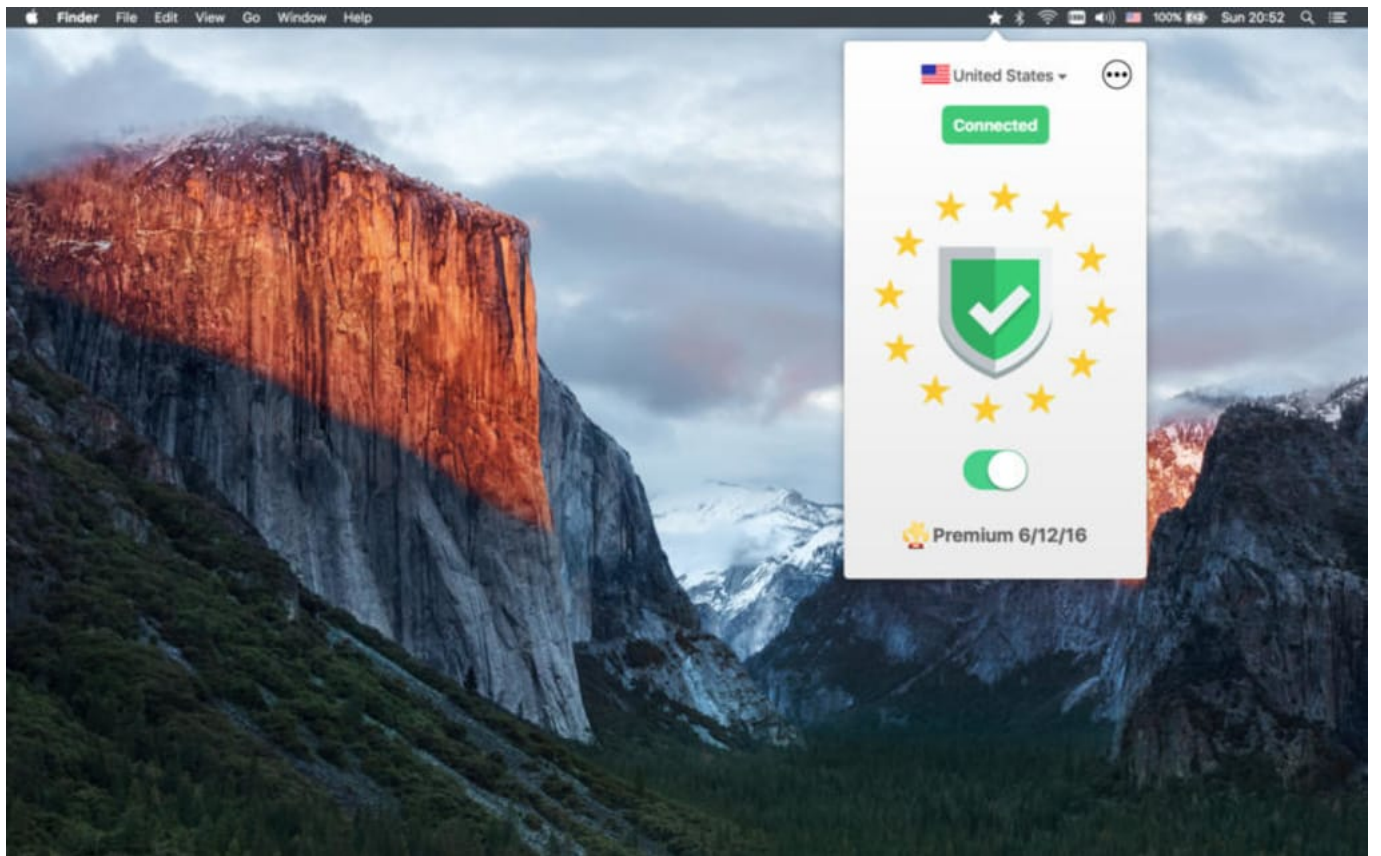 Finder File Edit View Go Window Help 100% Sun 20:52
United States
Connected
Premium 6/12/16